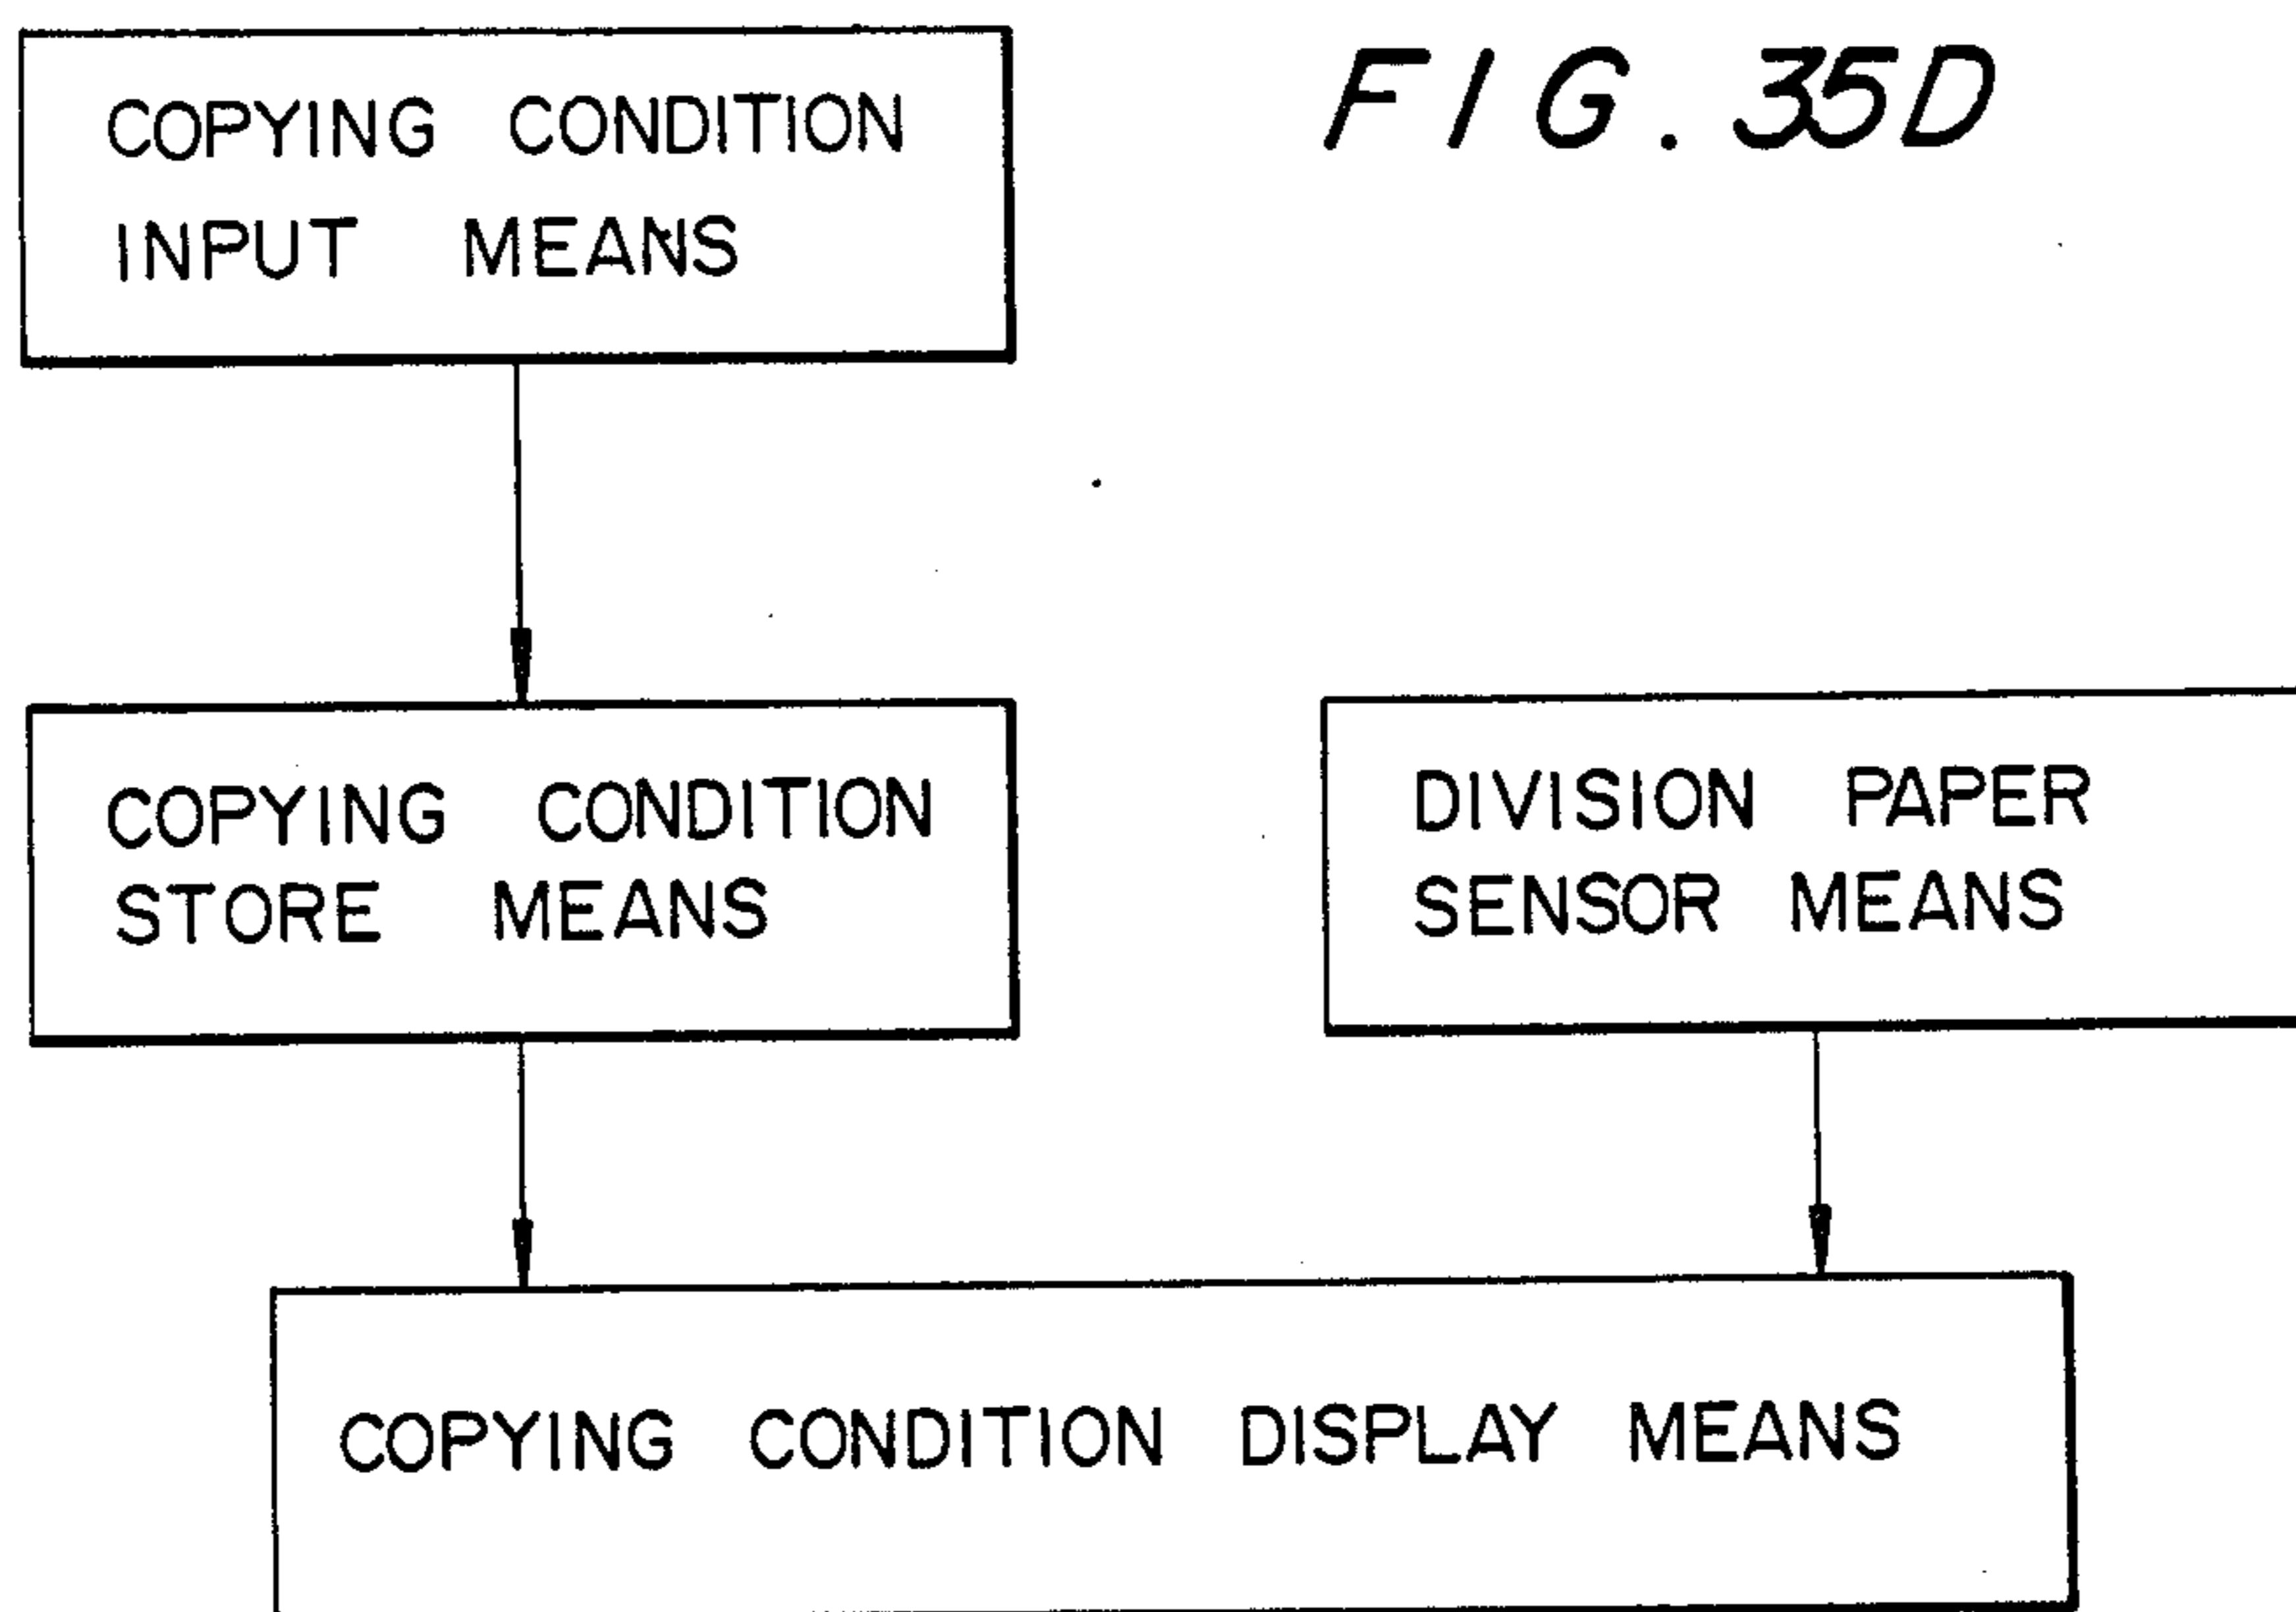 FIG. 35D
COPYING CONDITION
INPUT MEANS
COPYING CONDITION
STORE MEANS
DIVISION PAPER
SENSOR MEANS
COPYING CONDITION DISPLAY MEANS